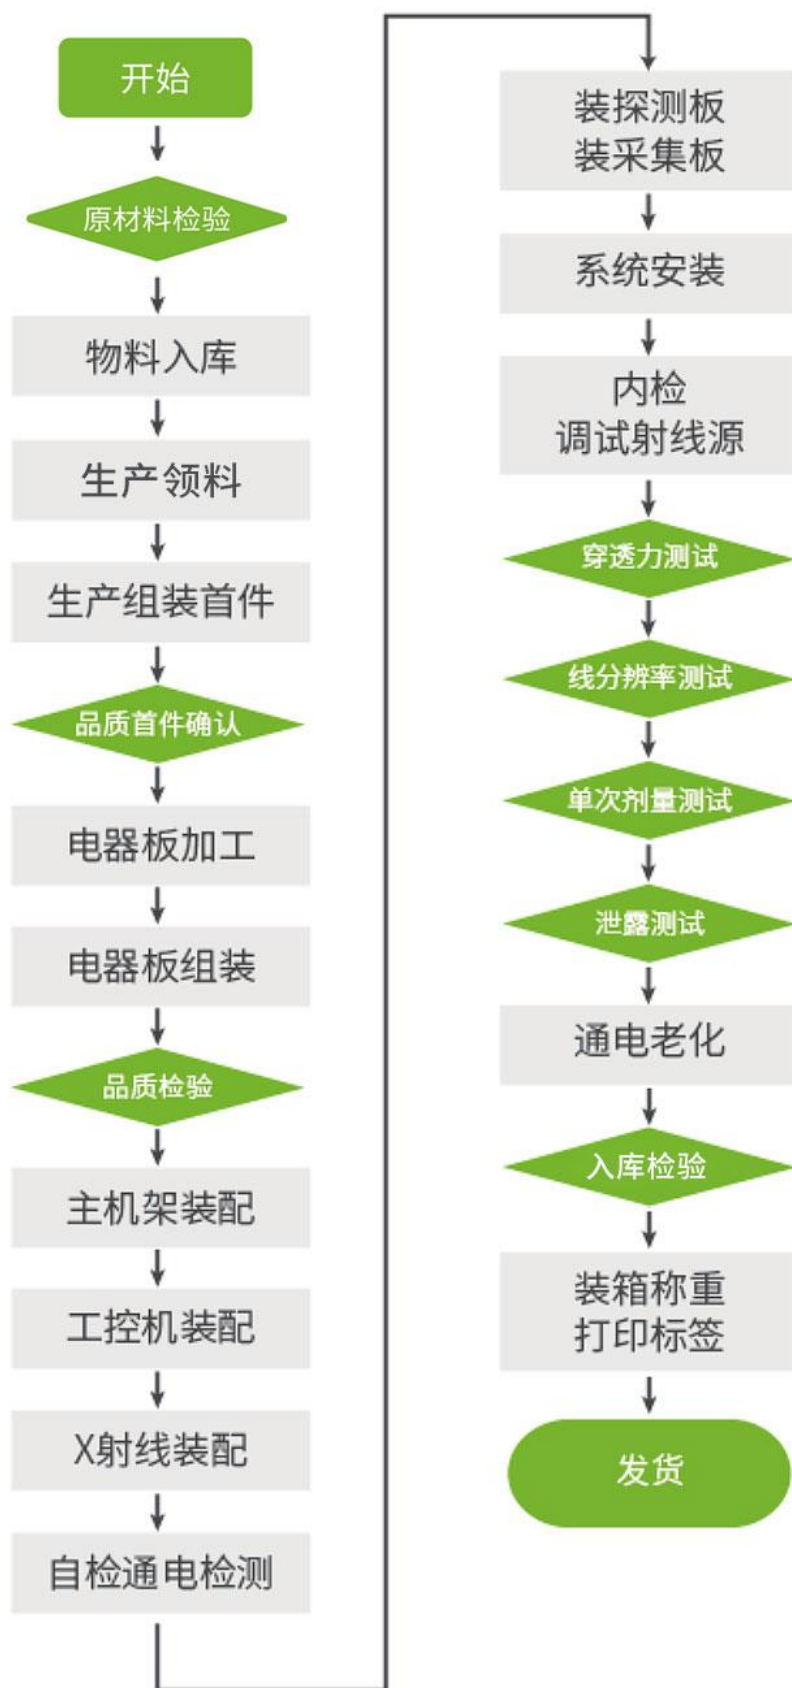 开始
原材料检验
物料入库
生产领料
生产组装首件
品质首件确认
电器板加工
电器板组装
品质检验
主机架装配
工控机装配
X射线装配
自检通电检测
装探测板
装采集板
系统安装
内检
调试射线源
穿透力测试
线分辨率测试
单次剂量测试
泄露测试
通电老化
入库检验
装箱称重
打印标签
发货